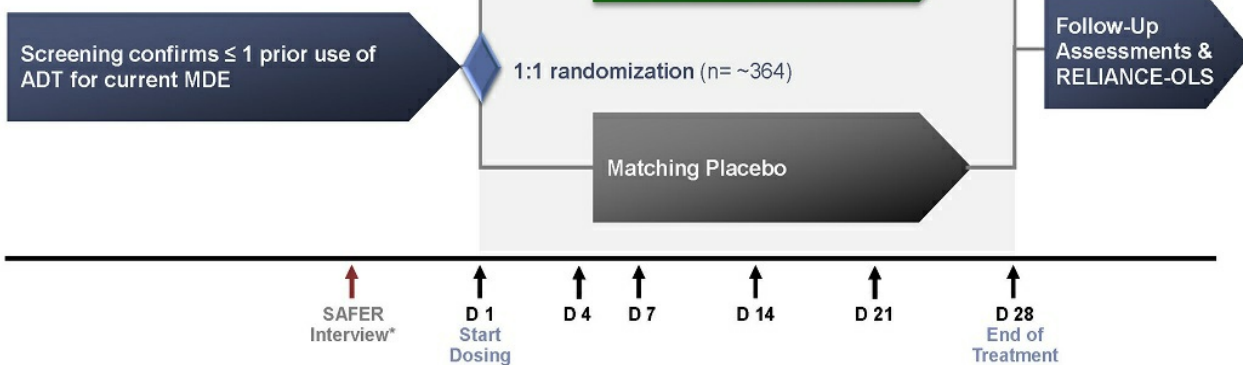 Screening confirms ≤ 1 prior use of
ADT for current MDE
1:1 randomization (n= ~364)
Follow-Up
Assessments &
RELIANCE-OLS
Matching Placebo
SAFER
Interview*
D 1
Start
Dosing
D 4
D 7
D 14
D 21
D 28
End of
Treatment